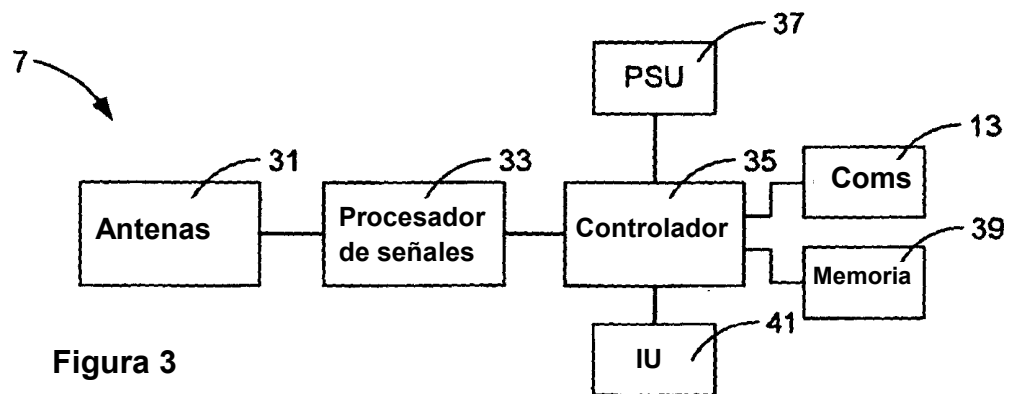 37
7
PSU
13
31
33
35
Coms
Antenas
Procesador
de señales
Controlador
39
Memoria
41
IU
Figura 3